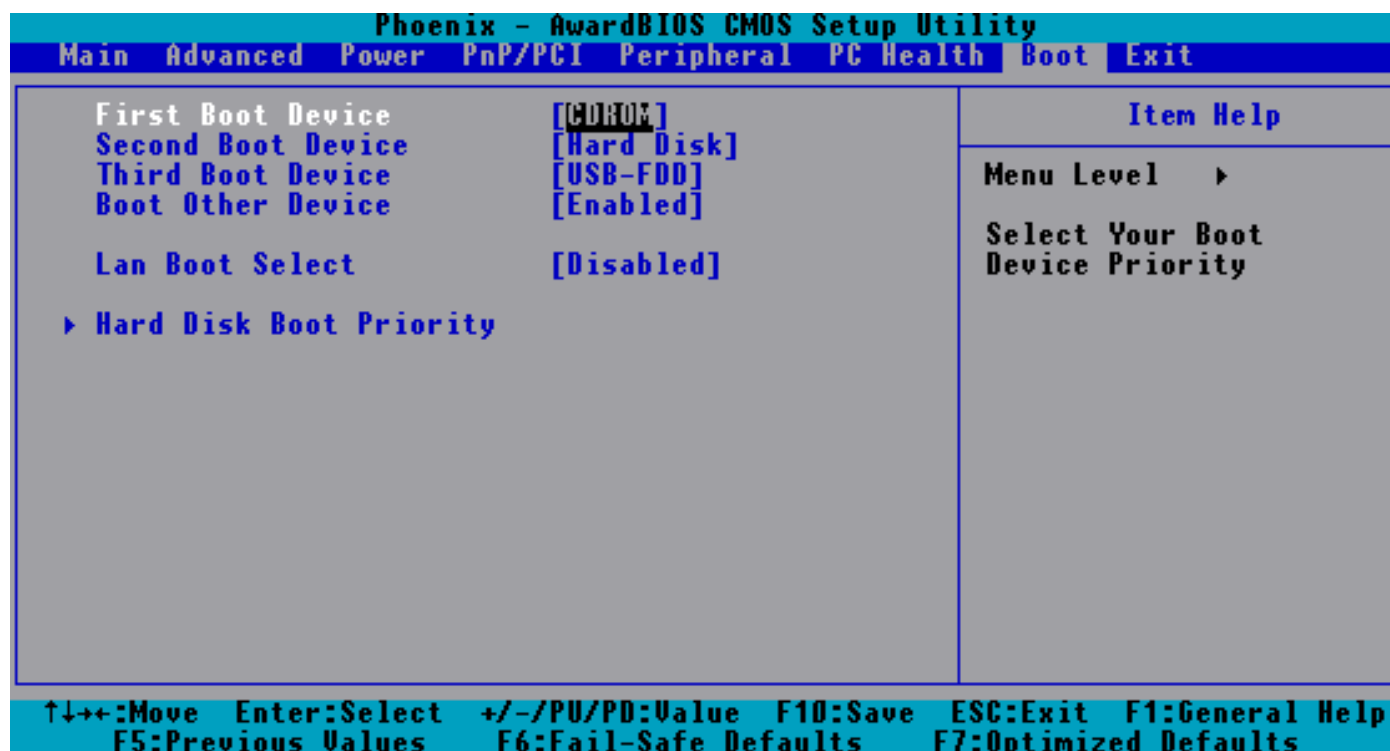 Phoenix - AwardBIOS CMOS Setup Utility
Main Advanced Power PnP/PCI Peripheral PC Health Boot Exit
First Boot Device [CDROM]
Second Boot Device [Hard Disk]
Third Boot Device [USB-FDD]
Boot Other Device [Enabled]
Lan Boot Select [Disabled]
▸ Hard Disk Boot Priority
Item Help
Menu Level ▸
Select Your Boot
Device Priority
↑↓→←:Move Enter:Select +/-/PU/PD:Value F10:Save ESC:Exit F1:General Help
F5:Previous Values F6:Fail-Safe Defaults F7:Optimized Defaults